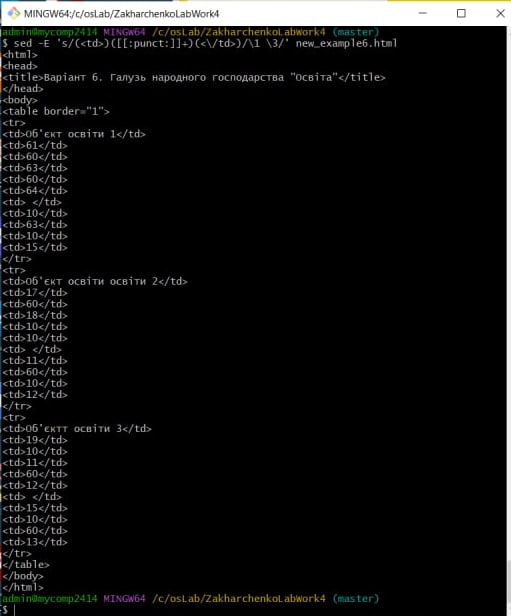 MINGW64:/c/osLab/ZakharchenkoLabWork4
admin@mycomp2414 MINGW64 /c/osLab/ZakharchenkoLabWork4 (master)
$ sed -E 's/(<td>)([[:punct:]]+)(<\/td>)/\1 \3/' new_example6.html
<html>
<head>
<title>Варіант 6. Галузь народного господарства "Освіта"</title>
</head>
<body>
<table border="1">
<tr>
<td>Об'єкт освіти 1</td>
<td>61</td>
<td>60</td>
<td>63</td>
<td>60</td>
<td>64</td>
<td> </td>
<td>10</td>
<td>63</td>
<td>10</td>
<td>15</td>
</tr>
<tr>
<td>Об'єкт освіти освіти 2</td>
<td>17</td>
<td>60</td>
<td>18</td>
<td>10</td>
<td>10</td>
<td> </td>
<td>11</td>
<td>60</td>
<td>10</td>
<td>12</td>
</tr>
<tr>
<td>Об'єктт освіти 3</td>
<td>19</td>
<td>10</td>
<td>11</td>
<td>60</td>
<td>12</td>
<td> </td>
<td>15</td>
<td>10</td>
<td>60</td>
<td>13</td>
</tr>
</table>
</body>
</html>
admin@mycomp2414 MINGW64 /c/osLab/ZakharchenkoLabWork4 (master)
$